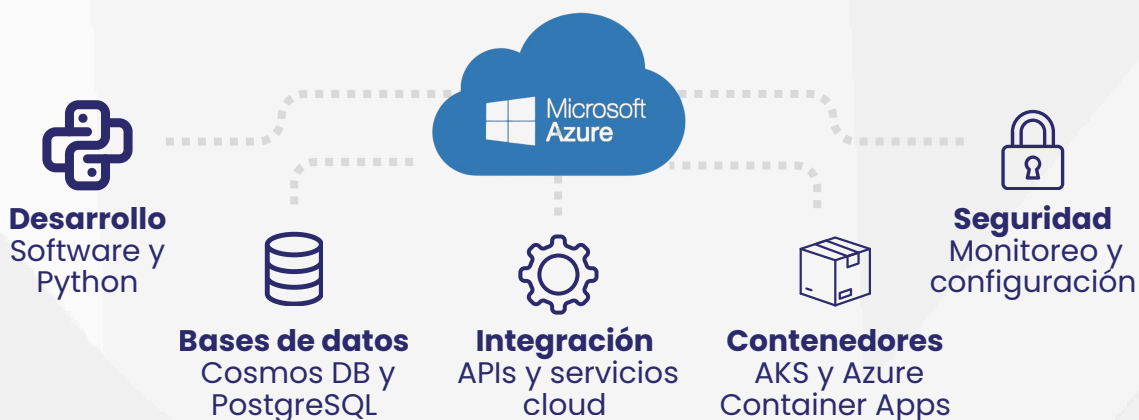 Microsoft
Azure
Desarrollo
Software y
Python
Bases de datos
Cosmos DB y
PostgreSQL
Integración
APIs y servicios
cloud
Contenedores
AKS y Azure
Container Apps
Seguridad
Monitoreo y
configuración